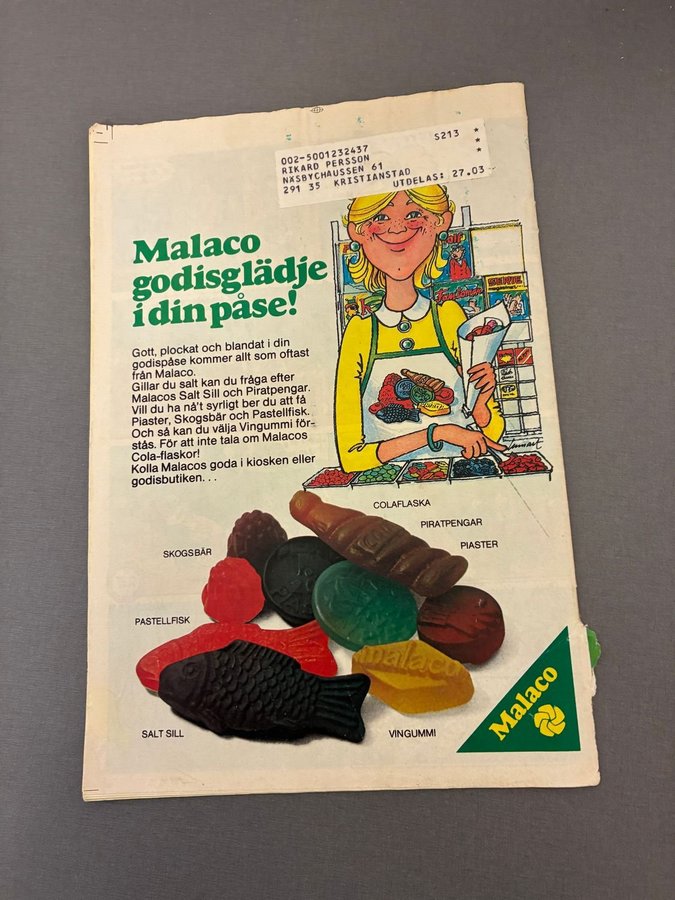 002-5001232437 S213 *
RIKARD PERSSON *
NÄSBYCHAUSSEN 61 *
291 35 KRISTIANSTAD UTDELAS: 27.03
Malaco
godisglädje
i din påse!
Gott, plockat och blandat i din
godispåse kommer allt som oftast
från Malaco.
Gillar du salt kan du fråga efter
Malacos Salt Sill och Piratpengar.
Vill du ha nå't syrligt ber du att få
Piaster, Skogsbär och Pastellfisk.
Och så kan du välja Vingummi för-
stås. För att inte tala om Malacos
Cola-flaskor!
Kolla Malacos goda i kiosken eller
godisbutiken. . .
Fantomen
COLAFLASKA
PIRATPENGAR
PIASTER
SKOGSBÄR
PASTELLFISK
malaco
SALT SILL
VINGUMMI
Malaco